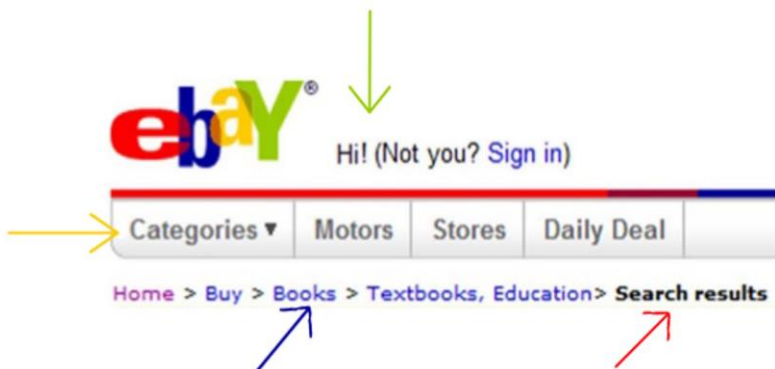 ebaY®
Hi! (Not you? Sign in)
Categories ▼ Motors Stores Daily Deal
Home > Buy > Books > Textbooks, Education> Search results